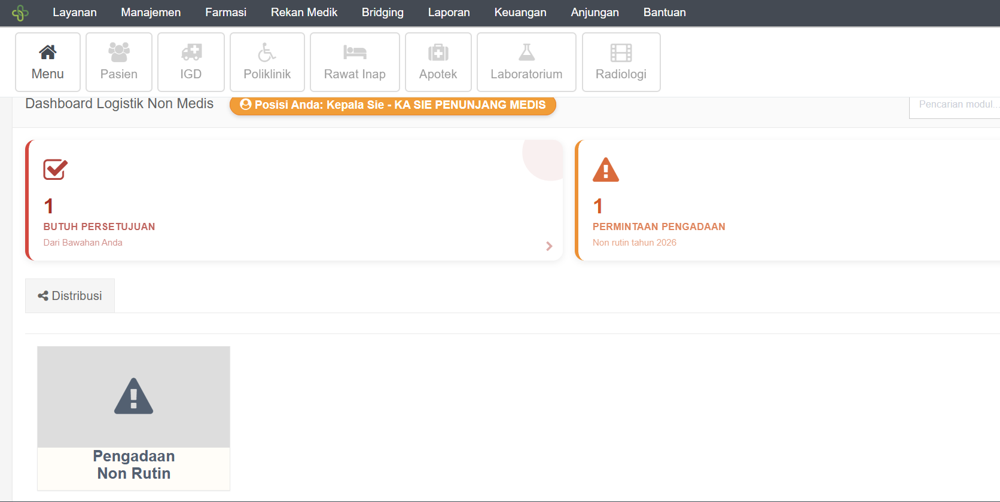 Layanan Manajemen Farmasi Rekan Medik Bridging Laporan Keuangan Anjungan Bantuan
Menu Pasien IGD Poliklinik Rawat Inap Apotek Laboratorium Radiologi
Dashboard Logistik Non Medis Posisi Anda: Kepala Sie - KA SIE PENUNJANG MEDIS Pencarian modul...
1
BUTUH PERSETUJUAN
Dari Bawahan Anda
1
PERMINTAAN PENGADAAN
Non rutin tahun 2026
Distribusi
Pengadaan
Non Rutin